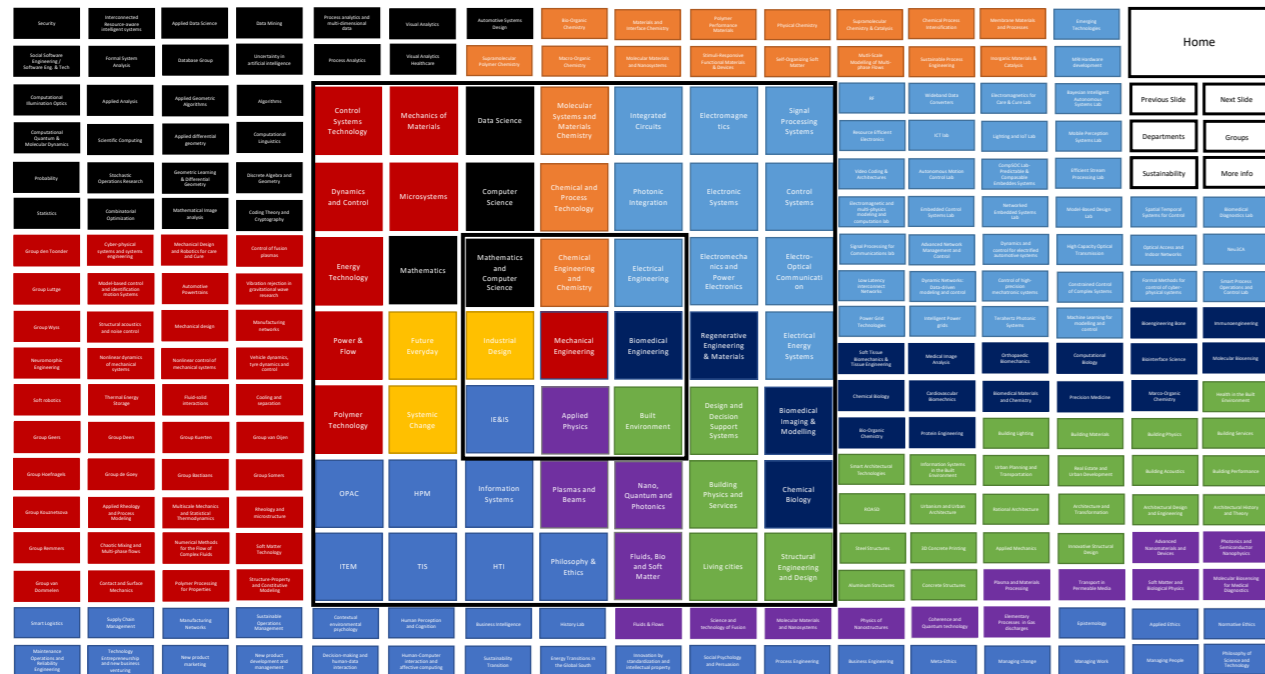 Security
Interconnected Resource-aware intelligent systems
Applied Data Science
Data Mining
Process analytics and multi-dimensional data
Visual Analytics
Automotive Systems Design
Bio-Organic Chemistry
Materials and Interface Chemistry
Polymer Performance Materials
Physical Chemistry
Supramolecular Chemistry & Catalysis
Chemical Process Intensification
Membrane Materials and Processes
Emerging Technologies
Home
Social Software Engineering / Software Eng. & Tech
Formal System Analysis
Database Group
Uncertainty in artificial intelligence
Process Analytics
Visual Analytics Healthcare
Supramolecular Polymer Chemistry
Macro-Organic Chemistry
Molecular Materials and Nanosystems
Stimuli-Responsive Functional Materials & Devices
Self-Organizing Soft Matter
Multi-Scale Modelling of Multi-phase Flows
Sustainable Process Engineering
Inorganic Materials & Catalysis
Computational Illumination Optics
Applied Analysis
Applied Geometric Algorithms
Algorithms
Control Systems Technology
Mechanics of Materials
Data Science
Molecular Systems and Materials Chemistry
Integrated Circuits
Electromagne tics
Signal Processing Systems
Wideband Data Converters
Electromagnetics for Care & Cure Lab
Bayesian Intelligent Autonomous Systems Lab
Previous Slide
Next Slide
Computational Quantum & Molecular Dynamics
Scientific Computing
Applied differential geometry
Computational Linguistics
Resource Efficient Electronics
ICT lab
Lighting and IoT Lab
Mobile Perception Systems Lab
Departments
Groups
Probability
Stochastic Operations Research
Geometric Learning & Differential Geometry
Discrete Algebra and Geometry
Dynamics and Control
Microsystems
Computer Science
Chemical and Process Technology
Photonic Integration
Electronic Systems
Control Systems
Video Coding & Architectures
Autonomous Motion Control Lab
CompSOC Lab- Predictable & Composable Embedded Systems
Efficient Stream Processing Lab
Sustainability
More info
Statistics
Combinatorial Optimization
Mathematical Image analysis
Coding Theory and Cryptography
Electromagnetic and multi-physics modeling and computation lab
Embedded Control Systems Lab
Networked Embedded Systems Lab
Model-Based Design Lab
Spatial-Temporal Systems for Control
Biomedical Diagnostics Lab
Group den Toonder
Cyber-physical systems and systems engineering
Mechanical Design and Robotics for care and Cure
Control of fusion plasmas
Energy Technology
Mathematics
Mathematics and Computer Science
Chemical Engineering and Chemistry
Electrical Engineering
Electromecha nics and Power Electronics
Electro- Optical Communicati on
Signal Processing for Communications lab
Advanced Network Management and Control
Dynamics and control for electrified automotive systems
High Capacity Optical Transmission
Optical Access and Indoor Networks
Group Luttge
Model-based control and identification motion Systems
Automotive Powertrains
Vibration rejection in gravitational wave research
Low Latency Interconnect Networks
Dynamic Networks: Data-driven modeling and control
Control of high-precision mechatronic systems
Constrained Control of Complex Systems
Formal Methods for control of cyber-physical systems
Smart Process Operations and Control Lab
Group Wyss
Structural acoustics and noise control
Mechanical design
Manufacturing networks
Power & Flow
Future Everyday
Industrial Design
Mechanical Engineering
Biomedical Engineering
Regenerative Engineering & Materials
Electrical Energy Systems
Power Grid Technologies
Intelligent Power grids
Terahertz Photonic Systems
Machine Learning for modelling and control
Bioengineering Bone
Immunoengineering
Neuromorphic Engineering
Nonlinear dynamics of mechanical systems
Nonlinear control of mechanical systems
Vehicle dynamics, tyre dynamics and control
Soft Tissue Biomechanics & Tissue Engineering
Medical Image Analysis
Orthopaedic Biomechanics
Computational Biology
Biointerface Science
Molecular Biosensing
Soft robotics
Thermal Energy Storage
Fluid-solid interactions
Cooling and separation
Polymer Technology
Systemic Change
IE&IS
Applied Physics
Built Environment
Design and Decision Support Systems
Biomedical Imaging & Modelling
Chemical Biology
Cardiovascular Biomechanics
Biomedical Materials and Chemistry
Precision Medicine
Macro-Organic Chemistry
Health in the Built Environment
Group Geers
Group Deen
Group Kuerten
Group van Oijen
Bio-Organic Chemistry
Protein Engineering
Building Lighting
Building Materials
Building Physics
Building Services
Group Hoefnagels
Group de Goey
Group Bastiaans
Group Somers
OPAC
HPM
Information Systems
Plasmas and Beams
Nano, Quantum and Photonics
Building Physics and Services
Chemical Biology
Smart Architectural Technologies
Information Systems in the Built Environment
Urban Planning and Transportation
Real Estate and Urban Development
Building Acoustics
Building Performance
Group Kouznetsova
Applied Rheology and Process Modeling
Multiscale Mechanics and Statistical Thermodynamics
Rheology and microstructure
Urbanism and Urban Architecture
Rational Architecture
Architecture and Transformation
Architectural Design and Engineering
Architectural History and Theory
Group Remmers
Chaotic Mixing and Multi-phase flows
Numerical Methods for the Flow of Complex Fluids
Soft Matter Technology
ITEM
TIS
HTI
Philosophy & Ethics
Fluids, Bio and Soft Matter
Living cities
Structural Engineering and Design
Steel Structures
3D Concrete Printing
Applied Mechanics
Innovative Structural Design
Advanced Nanomaterials and Devices
Photonics and Semiconductor Nanophysics
Group van Dommelen
Contact and Surface Mechanics
Polymer Processing for Properties
Structure-Property and Constitutive Modeling
Aluminum Structures
Concrete Structures
Plasma and Materials Processing
Transport in Permeable Media
Soft Matter and Biological Physics
Molecular Biosensing for Medical Diagnostics
Smart Logistics
Supply Chain Management
Manufacturing Networks
Sustainable Operations Management
Contextual environmental psychology
Human Perception and Cognition
Business Intelligence
History Lab
Fluids & Flows
Science and technology of Fusion
Molecular Materials and Nanosystems
Physics of Nanostructures
Coherence and Quantum technology
Elementary Processes in Gas discharges
Epistemology
Applied Ethics
Normative Ethics
Maintenance Operations and Reliability Engineering
Technology Entrepreneurship and new business venturing
New product marketing
New product development and management
Decision-making and human-data interaction
Human-Computer interaction and affective computing
Sustainability Transition
Energy Transitions in the Global South
Innovation by standardization and intellectual property
Social Psychology and Persuasion
Process Engineering
Business Engineering
Meta-Ethics
Managing change
Managing Work
Managing People
Philosophy of Science and Technology